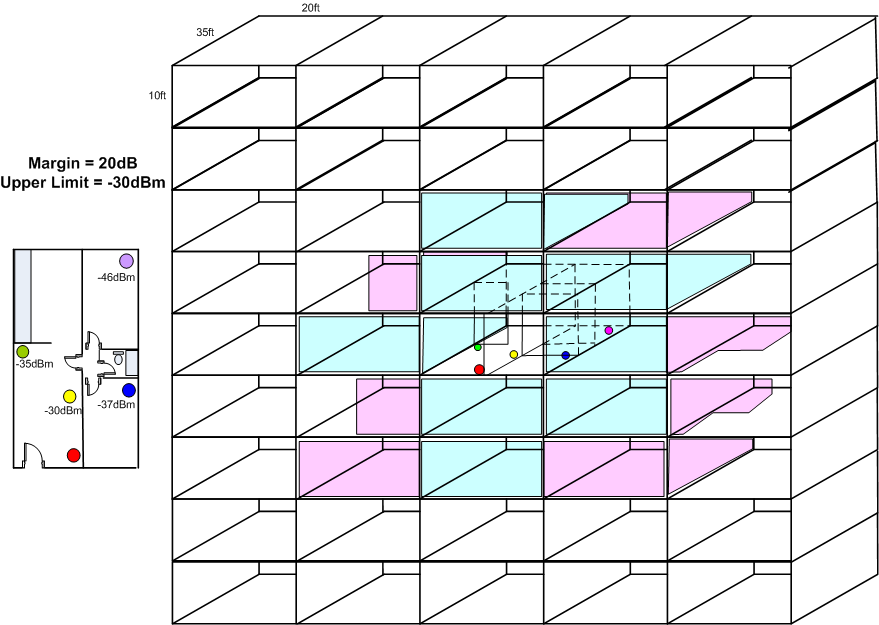 20ft
35ft
10ft
Margin = 20dB
Upper Limit = -30dBm
-46dBm
-35dBm
-30dBm
-37dBm